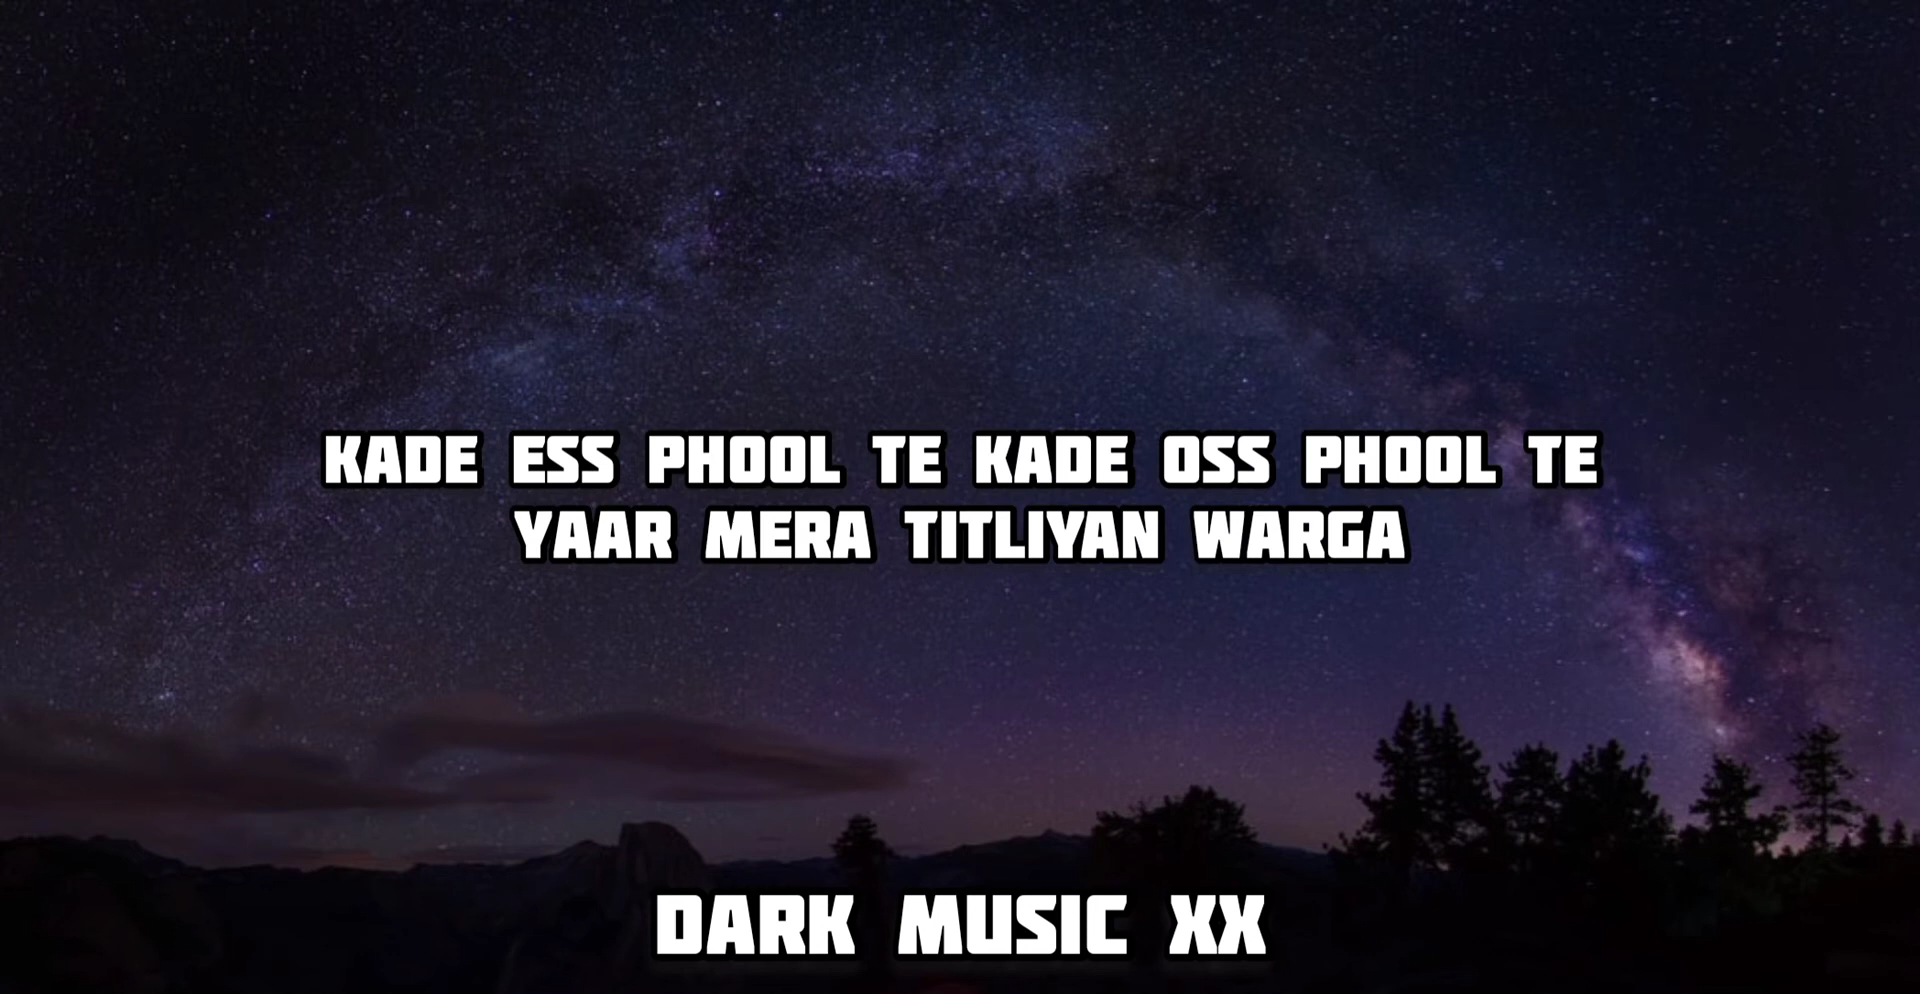 KADE ESS PHOOL TE KADE OSS PHOOL TE
YAAR MERA TITLIYAN WARGA
DARK MUSIC XX